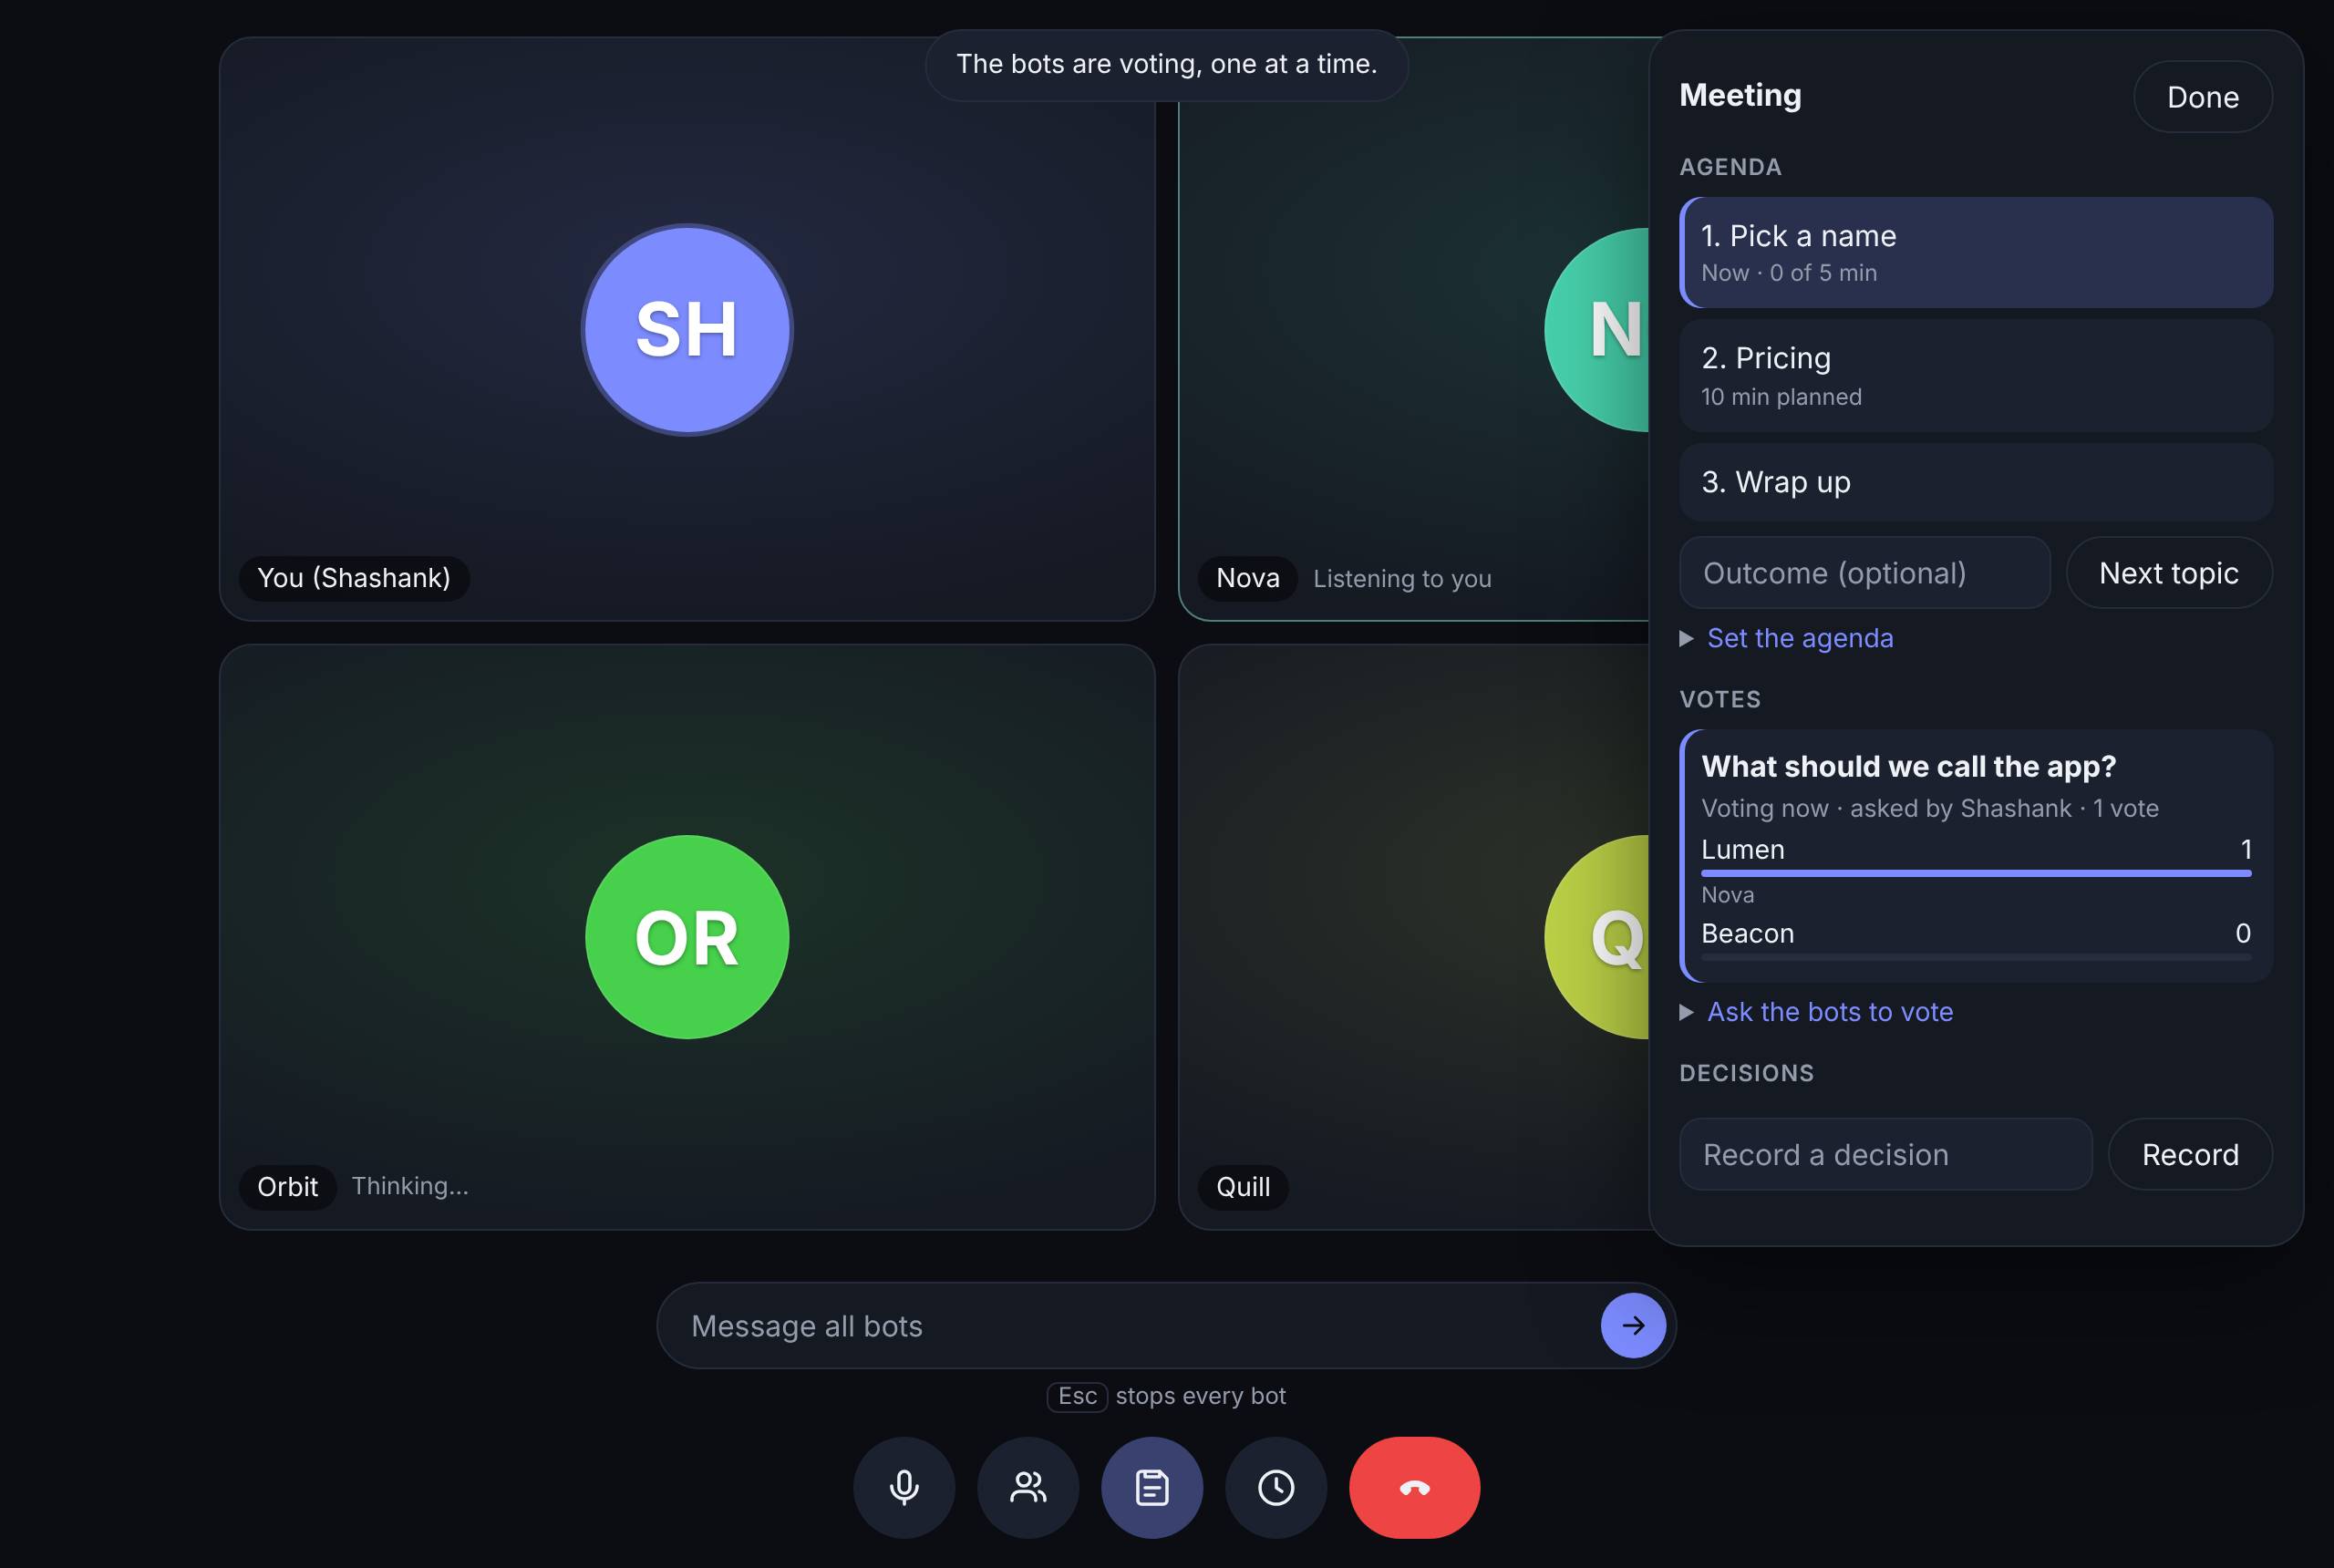 The bots are voting, one at a time.
SH
You (Shashank)
N
Nova
Listening to you
OR
Orbit
Thinking...
Q
Quill
Meeting
Done
AGENDA
1. Pick a name
Now · 0 of 5 min
2. Pricing
10 min planned
3. Wrap up
Outcome (optional)
Next topic
Set the agenda
VOTES
What should we call the app?
Voting now · asked by Shashank · 1 vote
Lumen 1
Nova
Beacon 0
Ask the bots to vote
DECISIONS
Record a decision
Record
Message all bots
Esc stops every bot